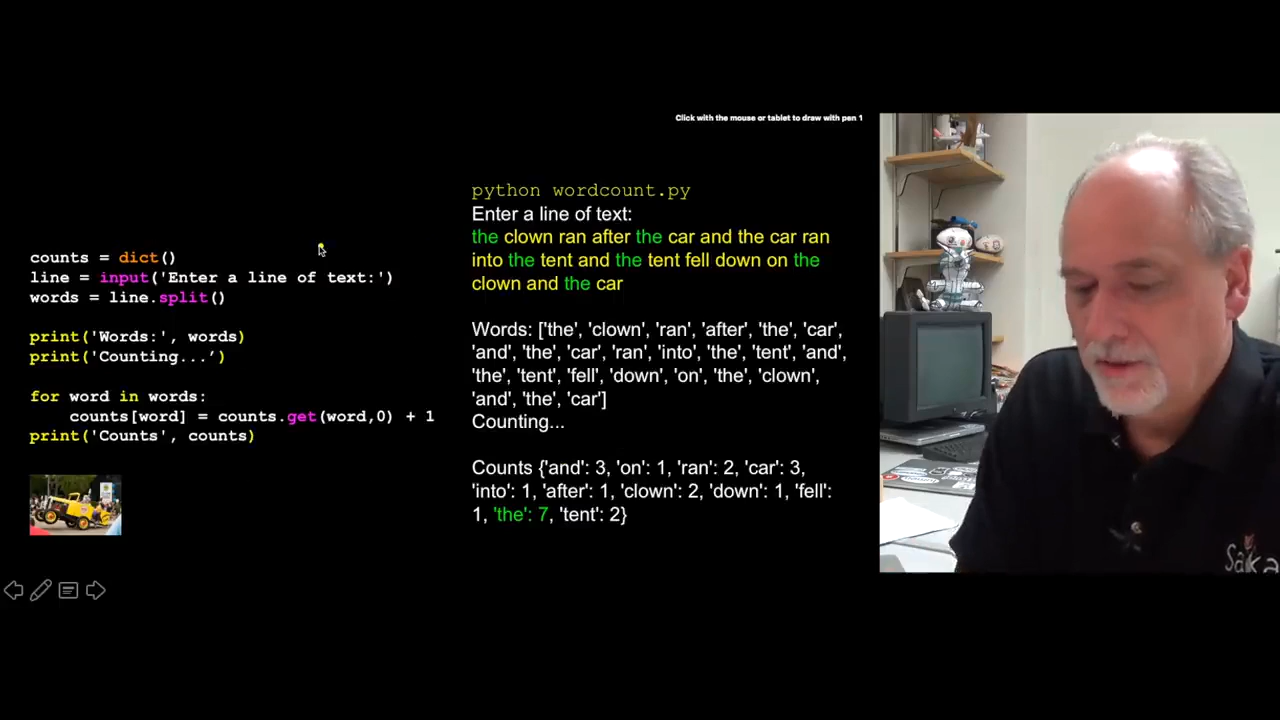 Click with the mouse or tablet to draw with pen 1
counts = dict()
line = input('Enter a line of text:')
words = line.split()
print('Words:', words)
print('Counting...’)
for word in words:
counts[word] = counts.get(word,0) + 1
print('Counts', counts)
python wordcount.py
Enter a line of text:
the clown ran after the car and the car ran
into the tent and the tent fell down on the
clown and the car
Words: ['the', 'clown', 'ran', 'after', 'the', 'car',
'and', 'the', 'car', 'ran', 'into', 'the', 'tent', 'and',
'the', 'tent', 'fell', 'down', 'on', 'the', 'clown',
'and', 'the', 'car']
Counting...
Counts {'and': 3, 'on': 1, 'ran': 2, 'car': 3,
'into': 1, 'after': 1, 'clown': 2, 'down': 1, 'fell':
1, 'the': 7, 'tent': 2}